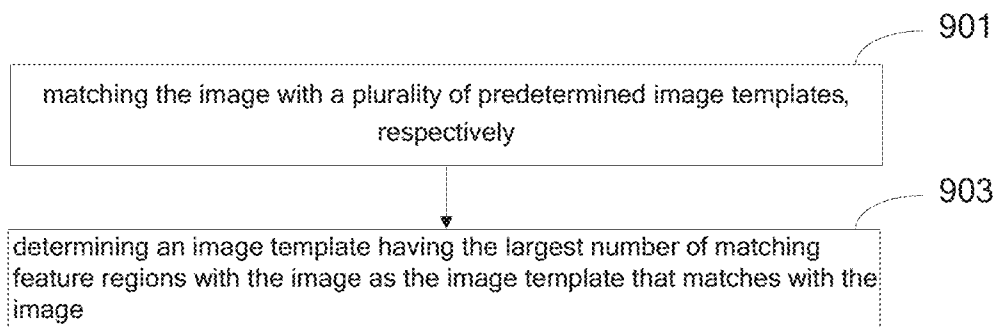 901
matching the image with a plurality of predetermined image templates,
respectively
903
determining an image template having the largest number of matching
feature regions with the image as the image template that matches with the
image